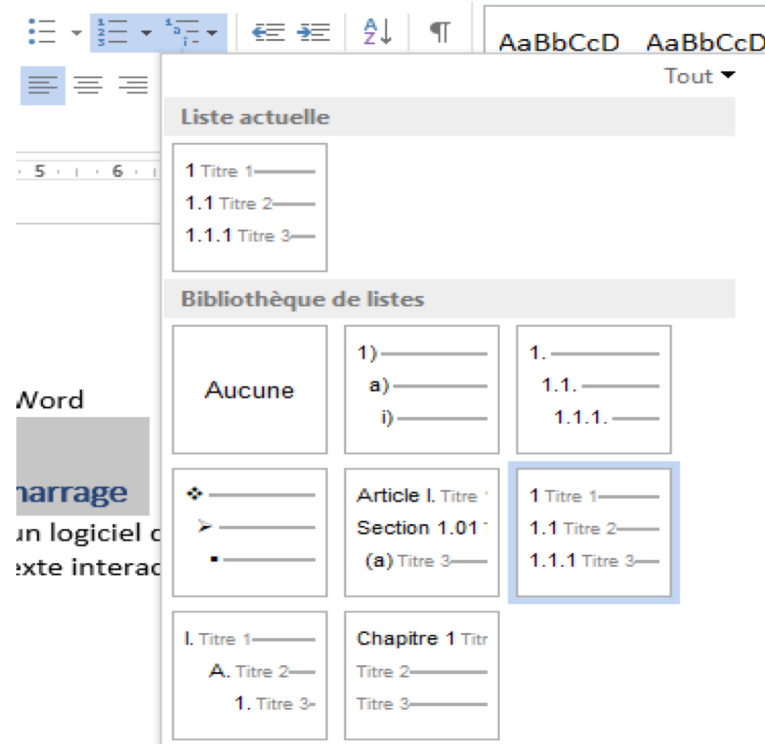 AaBbCcD AaBbCcD
Tout
Liste actuelle
5 6
1 Titre 1
1.1 Titre 2
1.1.1 Titre 3
Bibliothèque de listes
Aucune
1)
a)
i)
1.
1.1.
1.1.1.
Word
narrage
un logiciel d
exte interac
Article I. Titre
Section 1.01
(a) Titre 3
1 Titre 1
1.1 Titre 2
1.1.1 Titre 3
I. Titre 1
A. Titre 2
1. Titre 3
Chapitre 1 Titr
Titre 2
Titre 3